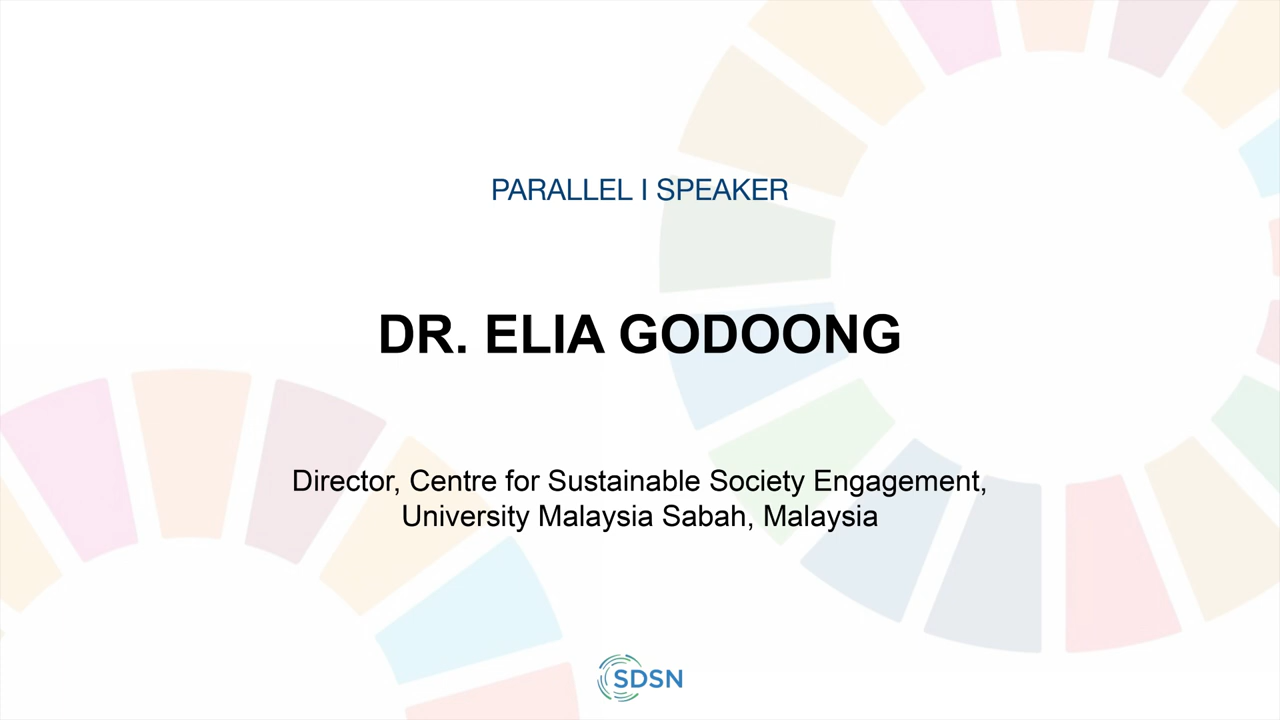 PARALLEL I SPEAKER
DR. ELIA GODOONG
Director, Centre for Sustainable Society Engagement,
University Malaysia Sabah, Malaysia
SDSN